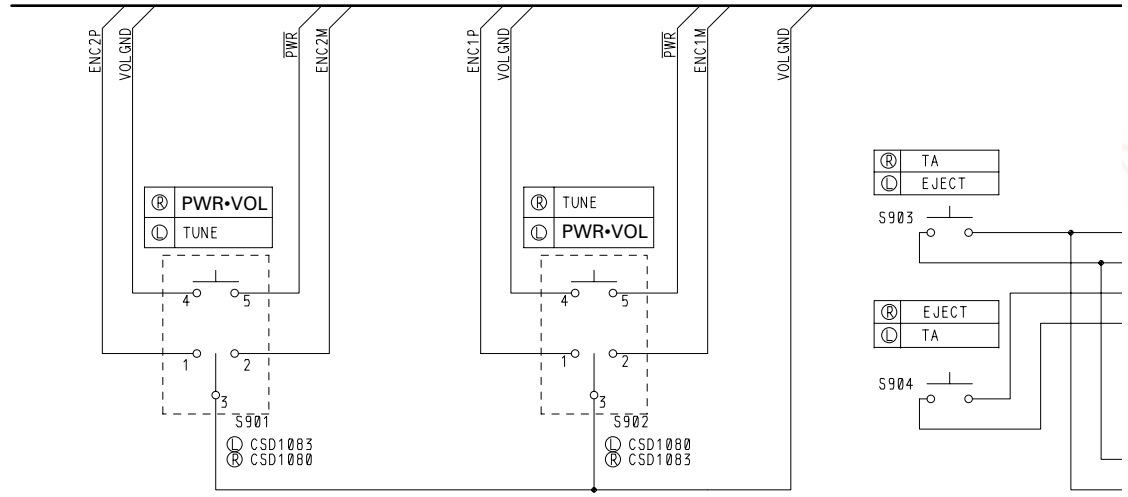 ENC2P
VOLGND
PWR
ENC2M
ENC1P
VOLGND
PWR
ENC1M
VOLGND
Ⓡ PWR•VOL
Ⓛ TUNE
Ⓡ TUNE
Ⓛ PWR•VOL
Ⓡ TA
Ⓛ EJECT
S903
4 5
1 2
3
S901
Ⓛ CSD1083
Ⓡ CSD1080
4 5
1 2
3
S902
Ⓛ CSD1080
Ⓡ CSD1083
Ⓡ EJECT
Ⓛ TA
S904